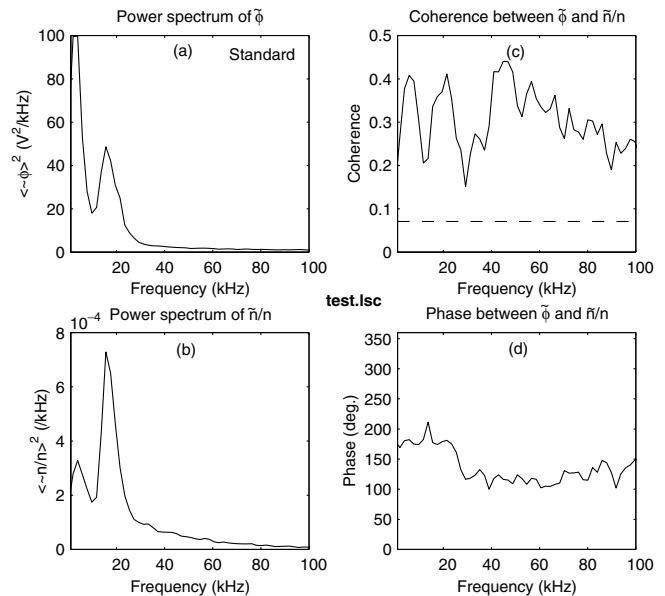 Power spectrum of ϕ̃
(a)
Standard
100
80
60
40
20
0
<~ϕ>² (V²/kHz)
20 40 60 80 100
Frequency (kHz)
Coherence between ϕ̃ and ñ/n
(c)
0.5
0.4
0.3
0.2
0.1
0
Coherence
20 40 60 80 100
Frequency (kHz)
test.lsc
Power spectrum of ñ/n
×10⁻⁴
(b)
8
6
4
2
0
<~n/n>² (/kHz)
20 40 60 80 100
Frequency (kHz)
Phase between ϕ̃ and ñ/n
(d)
350
300
250
200
150
100
50
0
Phase (deg.)
20 40 60 80 100
Frequency (kHz)